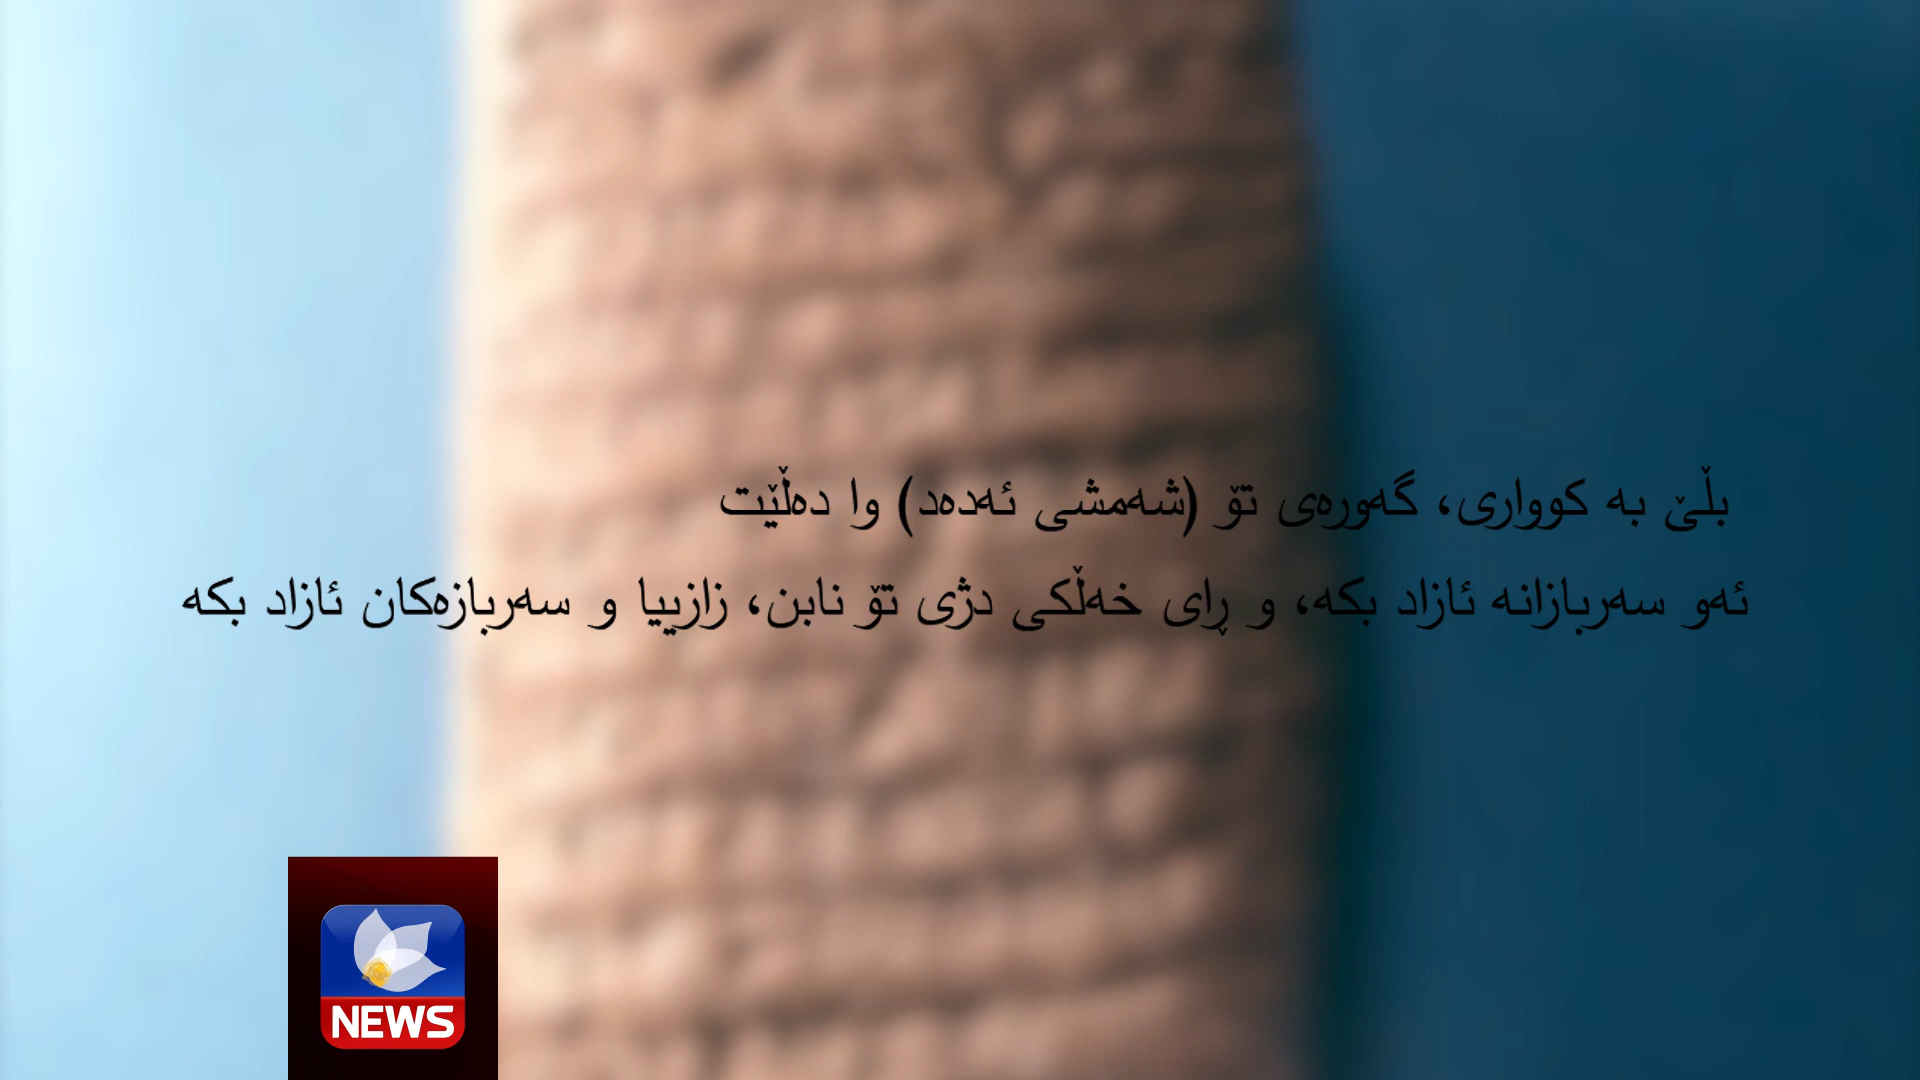 بڵێ بە کوواری، گەورەی تۆ (شەمشی ئەدەد) وا دەڵێت
ئەو سەربازانە ئازاد بکە، و ڕای خەڵکی دژی تۆ نابن، زازییا و سەربازەکان ئازاد بکە
NEWS